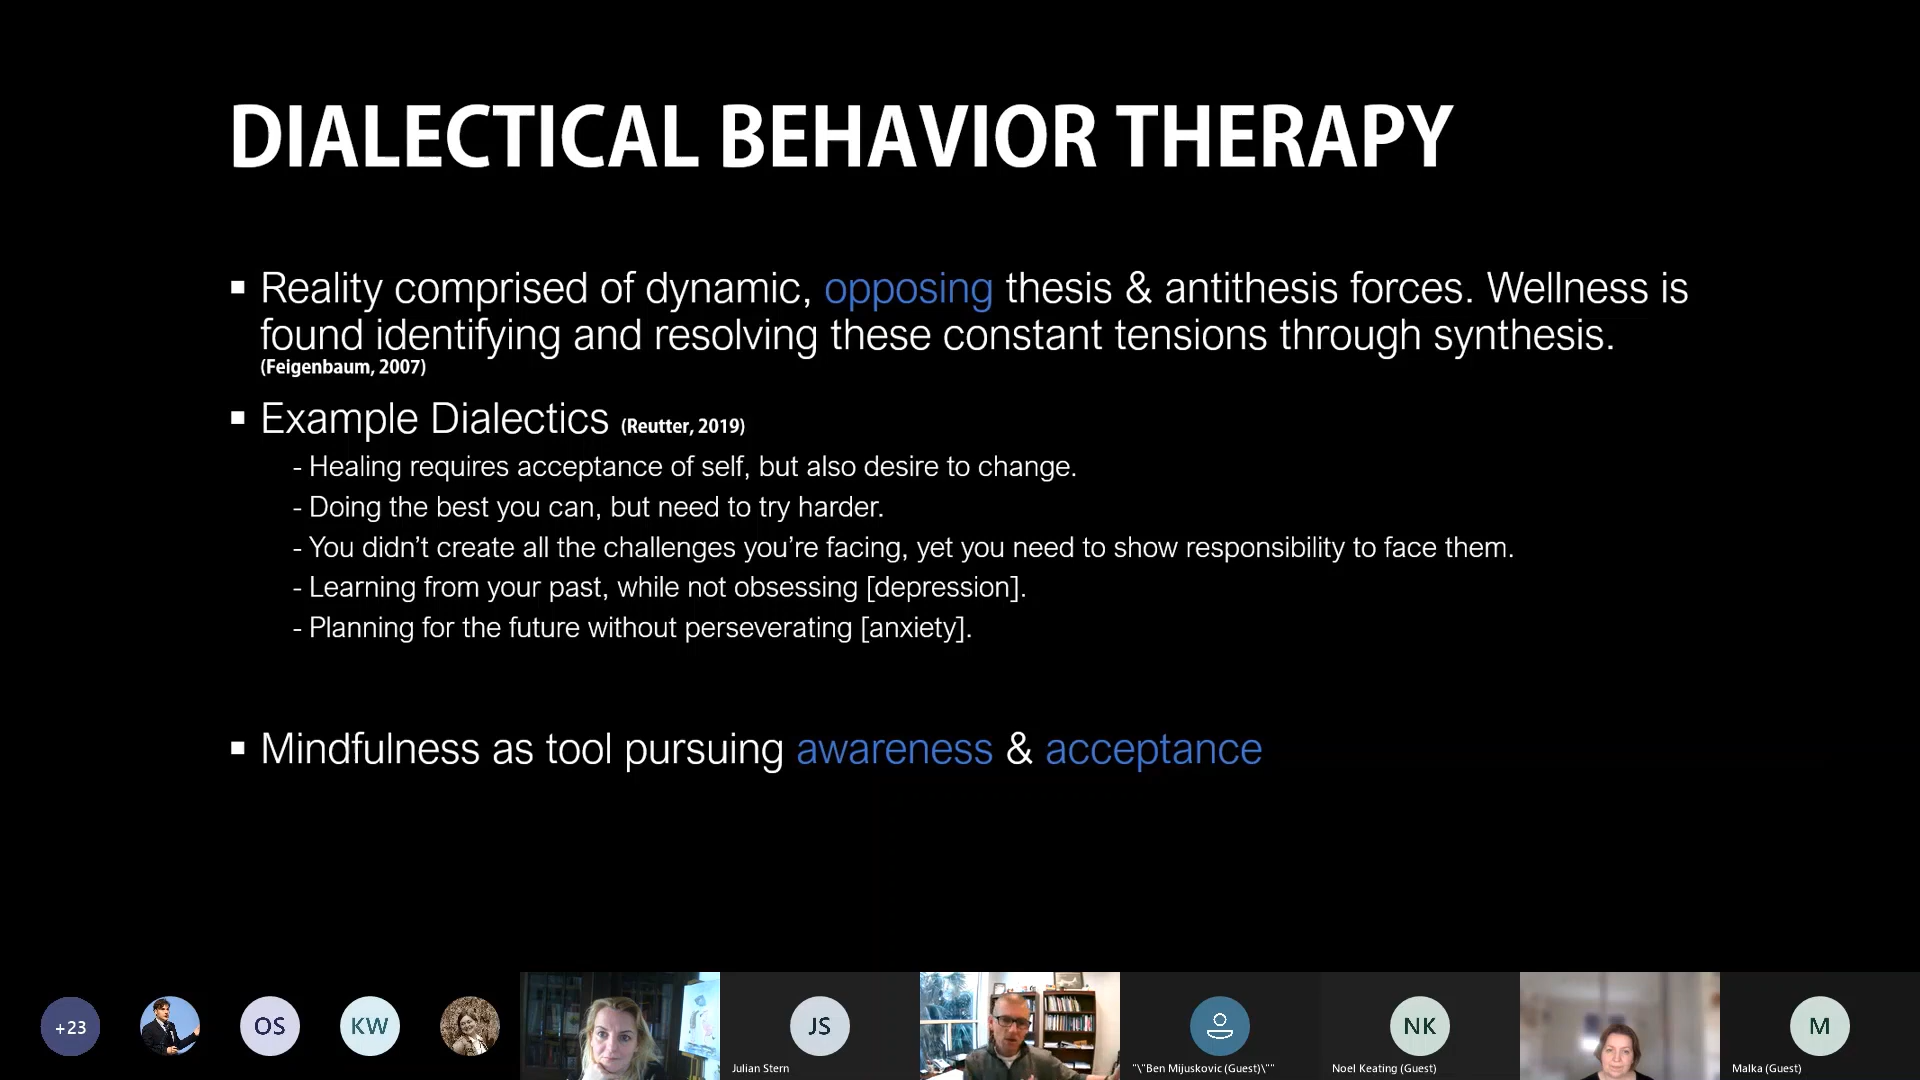 DIALECTICAL BEHAVIOR THERAPY
▪ Reality comprised of dynamic, opposing thesis & antithesis forces. Wellness is
found identifying and resolving these constant tensions through synthesis.
(Feigenbaum, 2007)
▪ Example Dialectics (Reutter, 2019)
- Healing requires acceptance of self, but also desire to change.
- Doing the best you can, but need to try harder.
- You didn’t create all the challenges you’re facing, yet you need to show responsibility to face them.
- Learning from your past, while not obsessing [depression].
- Planning for the future without perseverating [anxiety].
▪ Mindfulness as tool pursuing awareness & acceptance
+23
OS
KW
JS
Julian Stern
"\"Ben Mijuskovic (Guest)\""
NK
Noel Keating (Guest)
M
Malka (Guest)